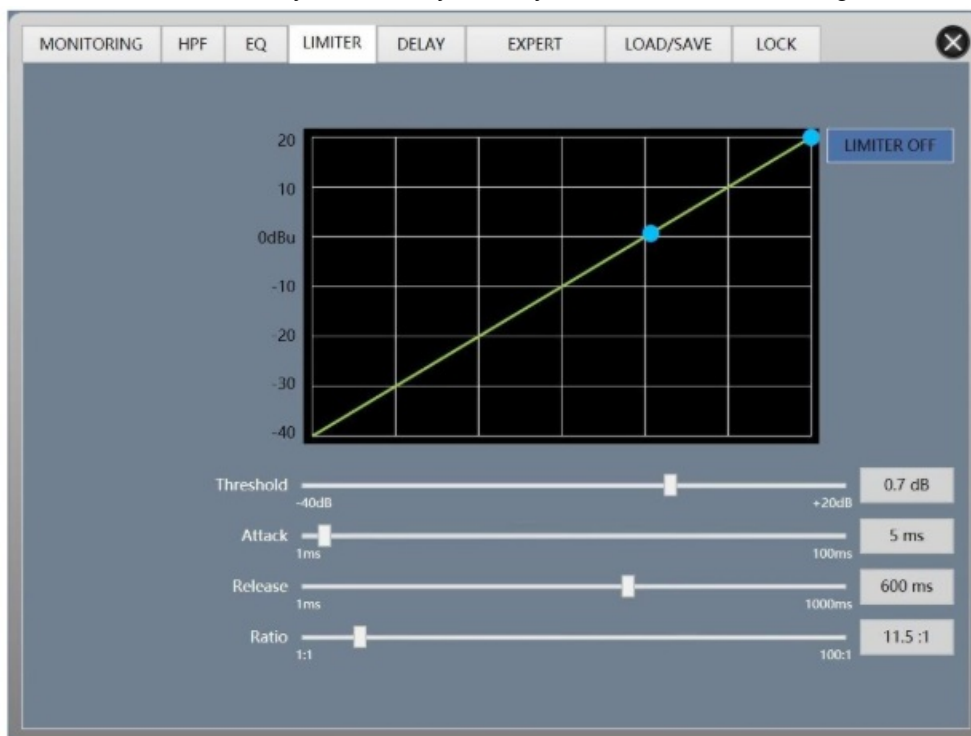 MONITORING HPF EQ LIMITER DELAY EXPERT LOAD/SAVE LOCK
20
LIMITER OFF
10
0dBu
-10
-20
-30
-40
Threshold
-40dB
+20dB
0.7 dB
Attack
1ms
100ms
5 ms
Release
1ms
1000ms
600 ms
Ratio
1:1
100:1
11.5 :1